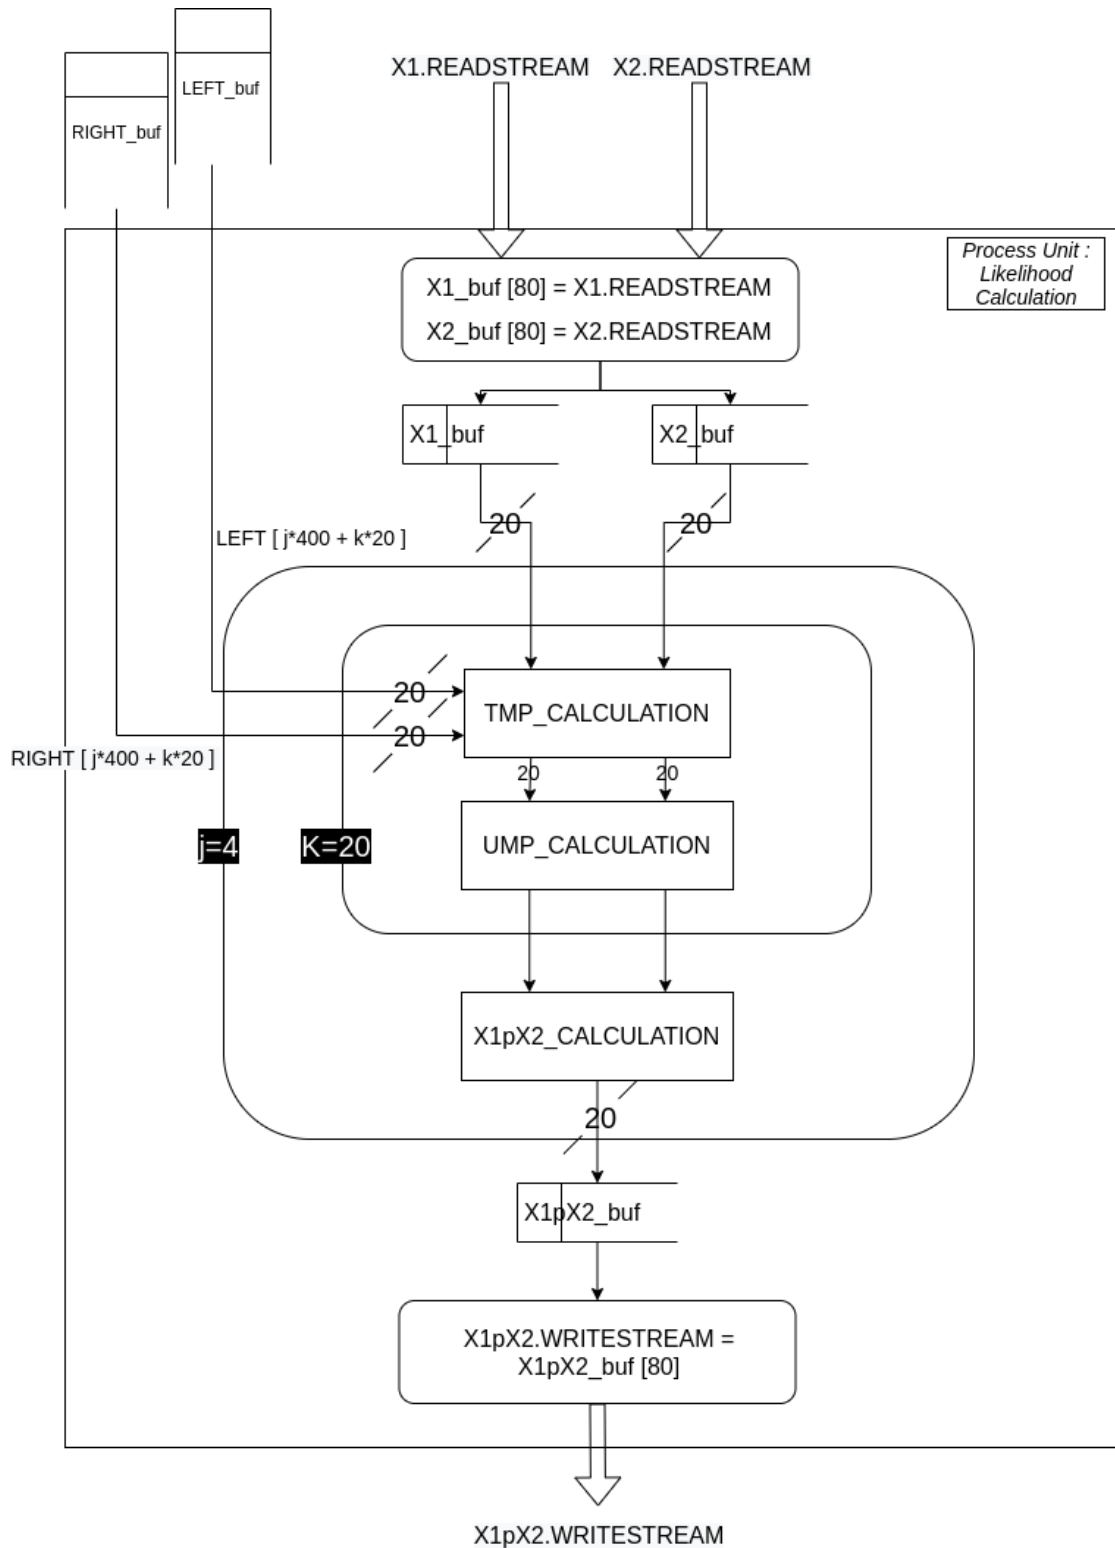 LEFT_buf
RIGHT_buf
X1.READSTREAM X2.READSTREAM
Process Unit :
Likelihood
Calculation
X1_buf [80] = X1.READSTREAM
X2_buf [80] = X2.READSTREAM
X1_buf
X2_buf
20
20
LEFT [ j*400 + k*20 ]
20
TMP_CALCULATION
20
RIGHT [ j*400 + k*20 ]
20
20
j=4
K=20
UMP_CALCULATION
X1pX2_CALCULATION
20
X1pX2_buf
X1pX2.WRITESTREAM =
X1pX2_buf [80]
X1pX2.WRITESTREAM